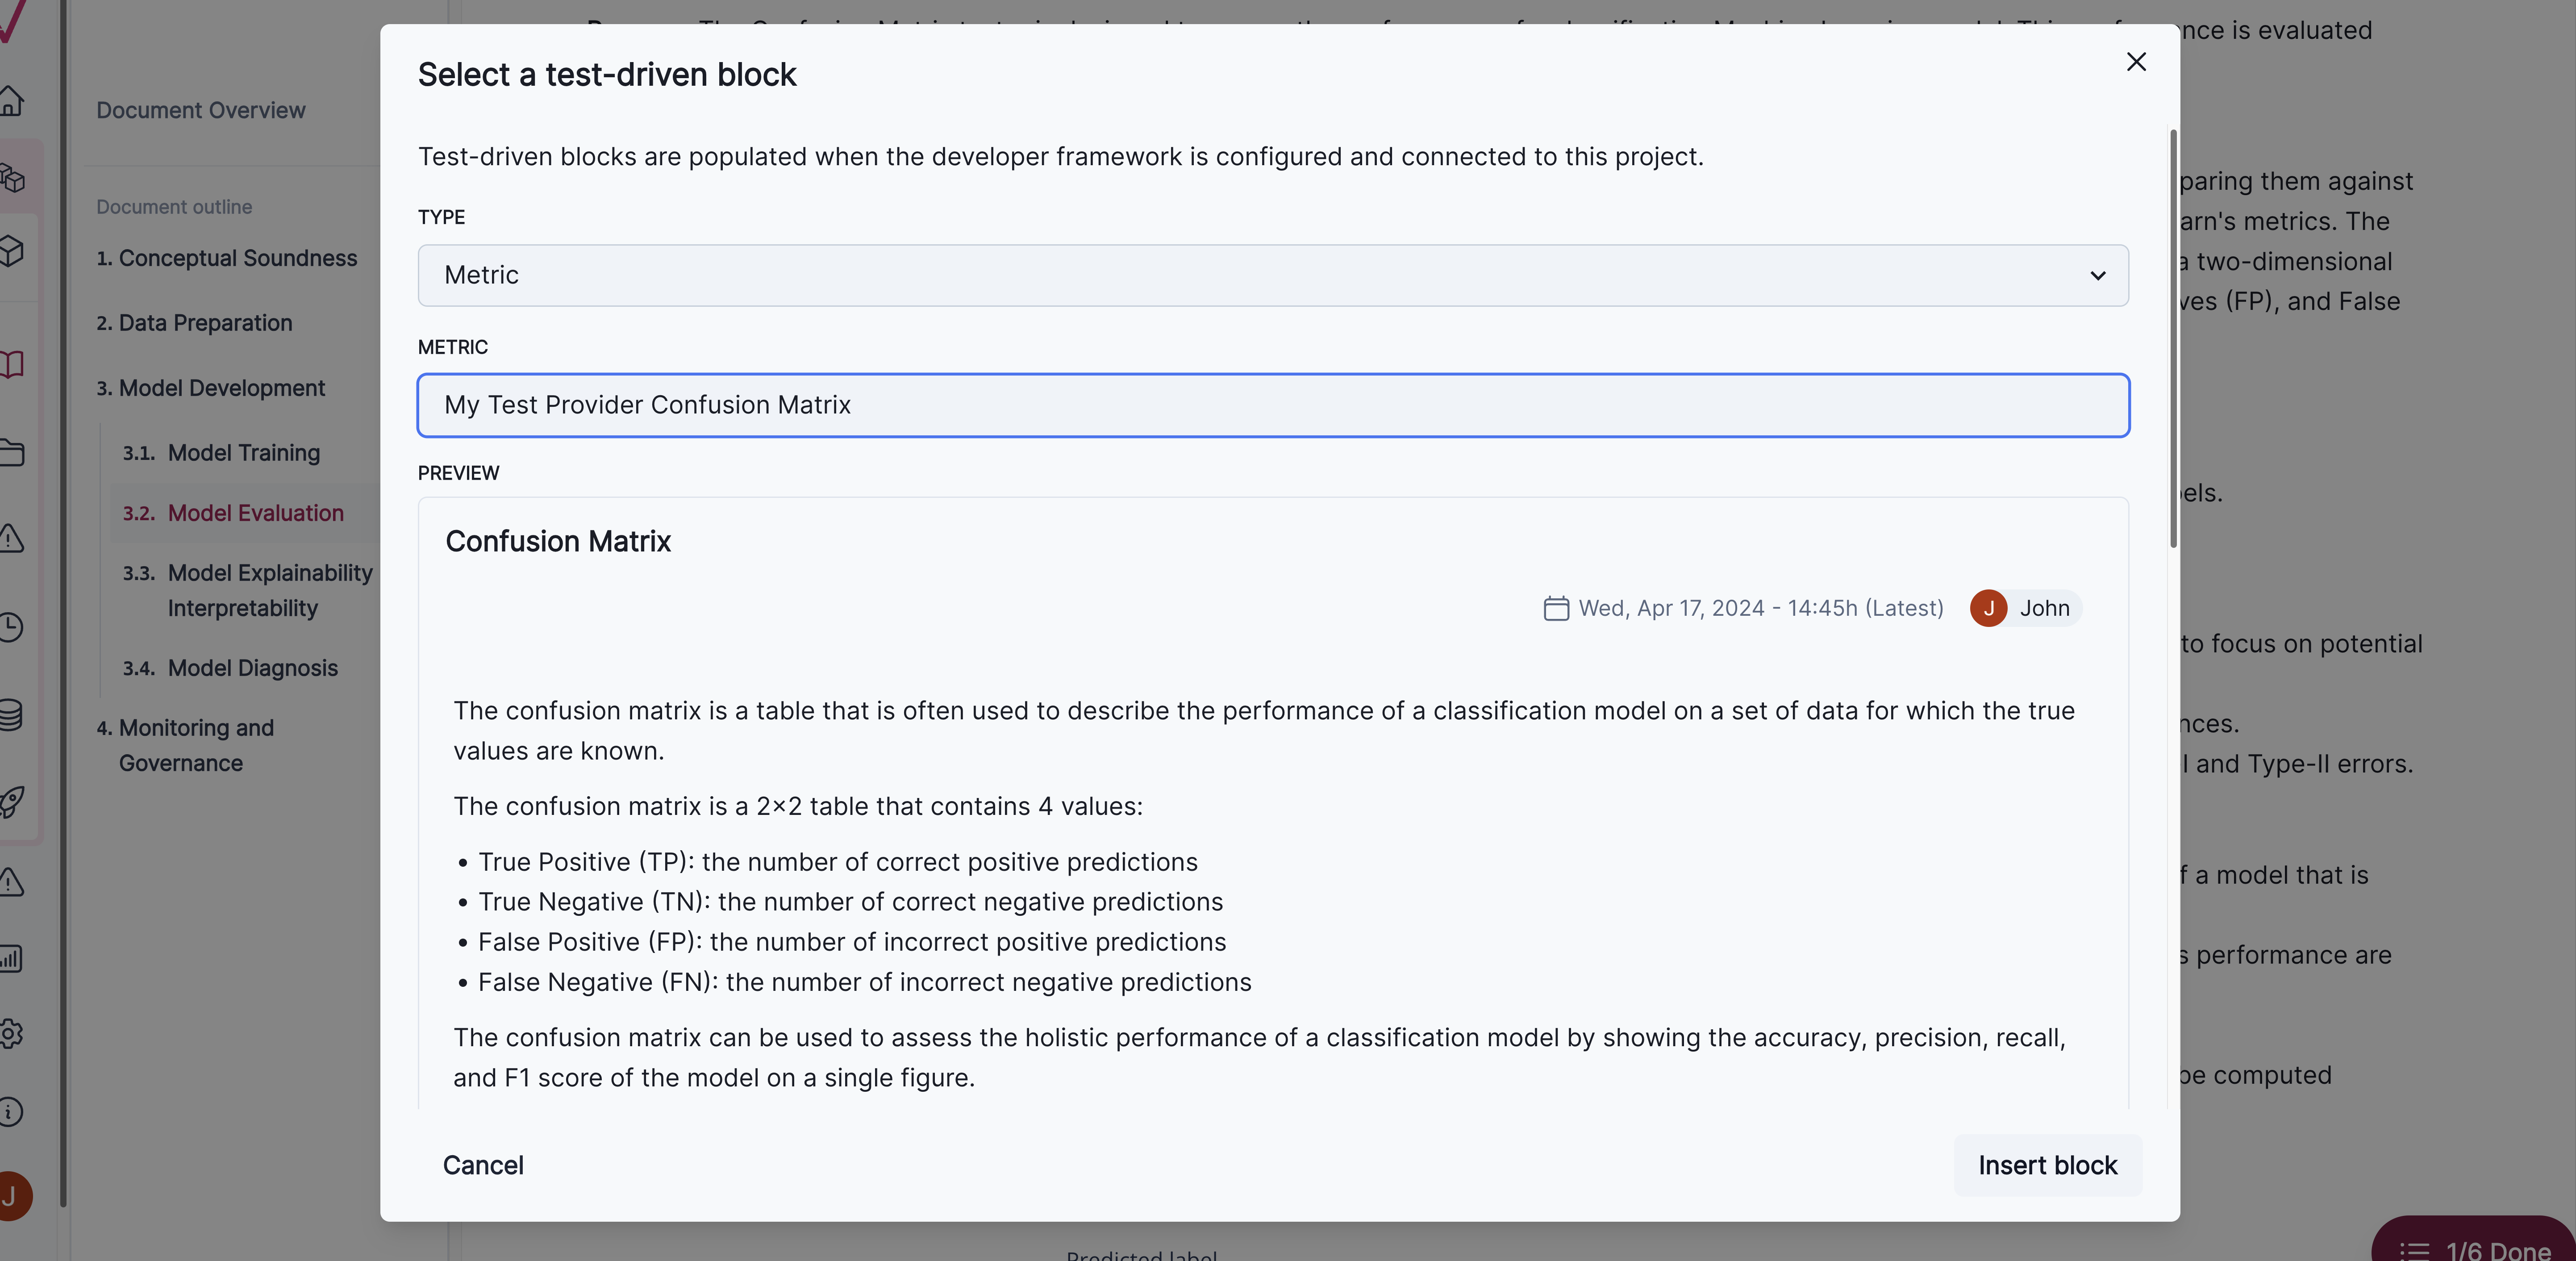 Document Overview
Document outline
1. Conceptual Soundness
2. Data Preparation
3. Model Development
3.1. Model Training
3.2. Model Evaluation
3.3. Model Explainability
Interpretability
3.4. Model Diagnosis
4. Monitoring and
Governance
J
Select a test-driven block
Test-driven blocks are populated when the developer framework is configured and connected to this project.
TYPE
Metric
METRIC
My Test Provider Confusion Matrix
PREVIEW
Confusion Matrix
Wed, Apr 17, 2024 - 14:45h (Latest)
J John
The confusion matrix is a table that is often used to describe the performance of a classification model on a set of data for which the true
values are known.
The confusion matrix is a 2×2 table that contains 4 values:
• True Positive (TP): the number of correct positive predictions
• True Negative (TN): the number of correct negative predictions
• False Positive (FP): the number of incorrect positive predictions
• False Negative (FN): the number of incorrect negative predictions
The confusion matrix can be used to assess the holistic performance of a classification model by showing the accuracy, precision, recall,
and F1 score of the model on a single figure.
Cancel
Insert block
is evaluated
them against
metrics. The
two-dimensional
(FP), and False
to focus on potential
and Type-II errors.
a model that is
performance are
be computed
Predicted label
1/6 Done